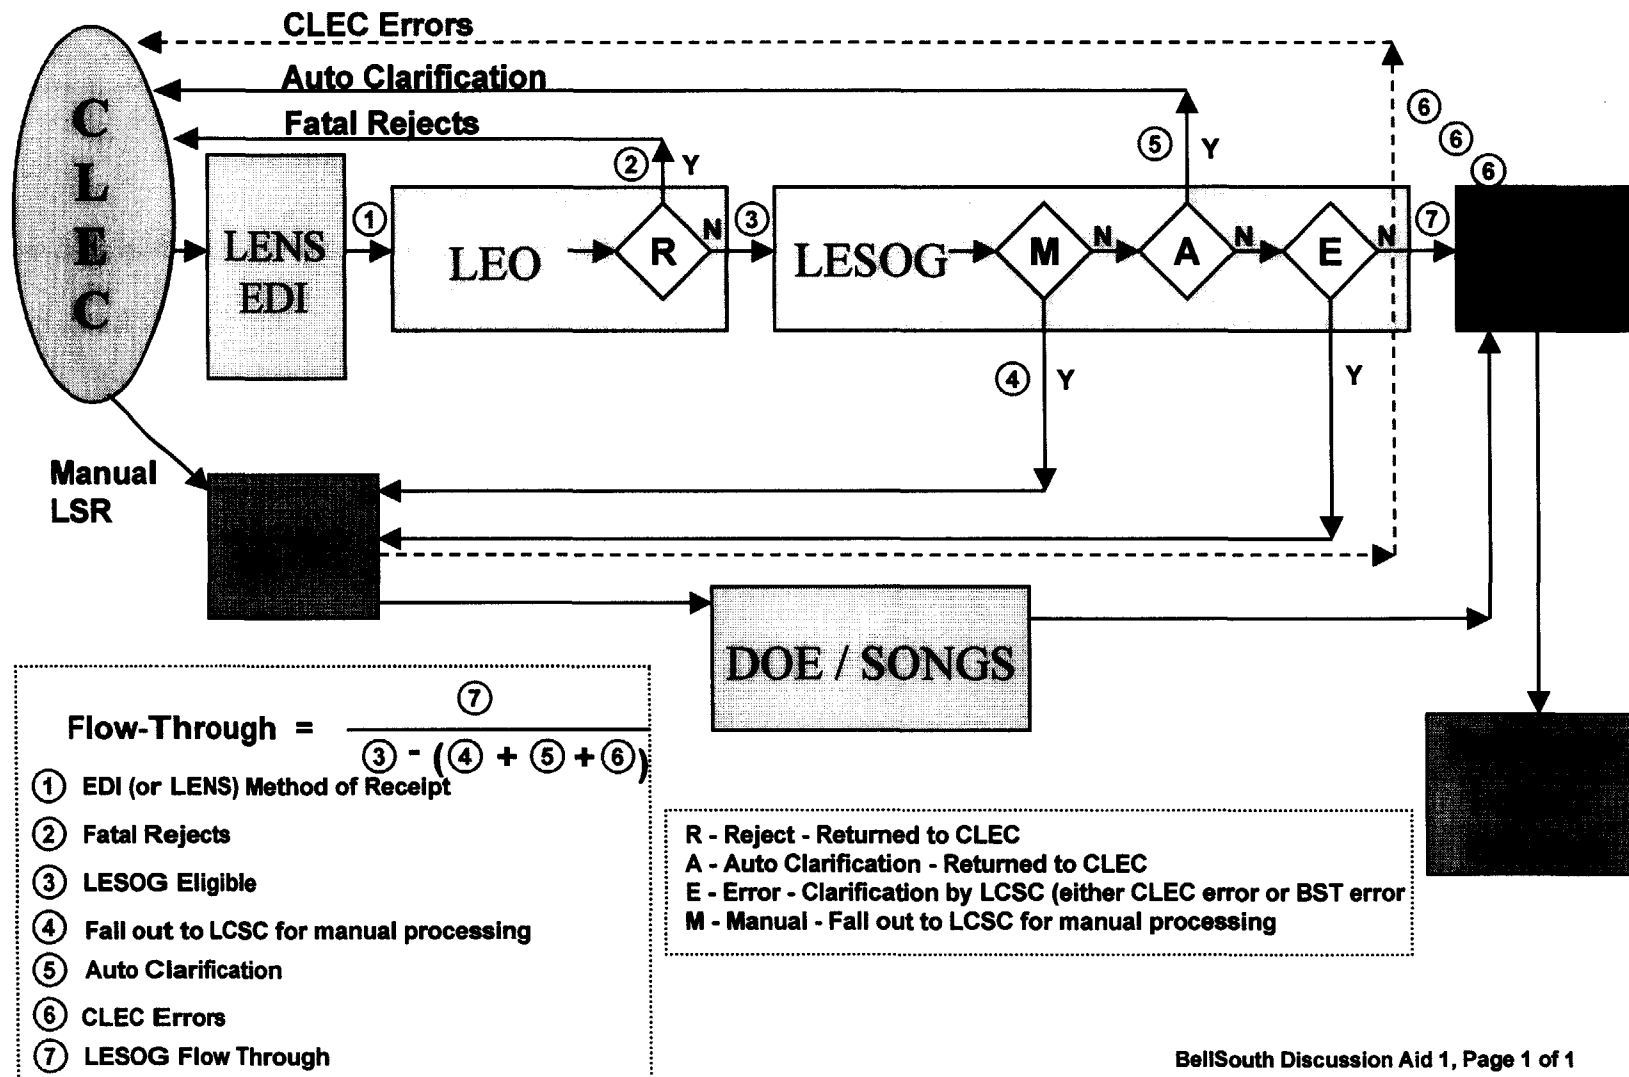 CLEC Errors
Auto Clarification
Fatal Rejects
CLEC
LENS
EDI
1
LEO
R
2
Y
N
3
LESOG
M
N
A
N
E
N
5
Y
6
6
6
7
4
Y
Y
Manual
LSR
DOE / SONGS
Flow-Through = 7
3 - (4 + 5 + 6)
1 EDI (or LENS) Method of Receipt
2 Fatal Rejects
3 LESOG Eligible
4 Fall out to LCSC for manual processing
5 Auto Clarification
6 CLEC Errors
7 LESOG Flow Through
R - Reject - Returned to CLEC
A - Auto Clarification - Returned to CLEC
E - Error - Clarification by LCSC (either CLEC error or BST error
M - Manual - Fall out to LCSC for manual processing
BellSouth Discussion Aid 1, Page 1 of 1